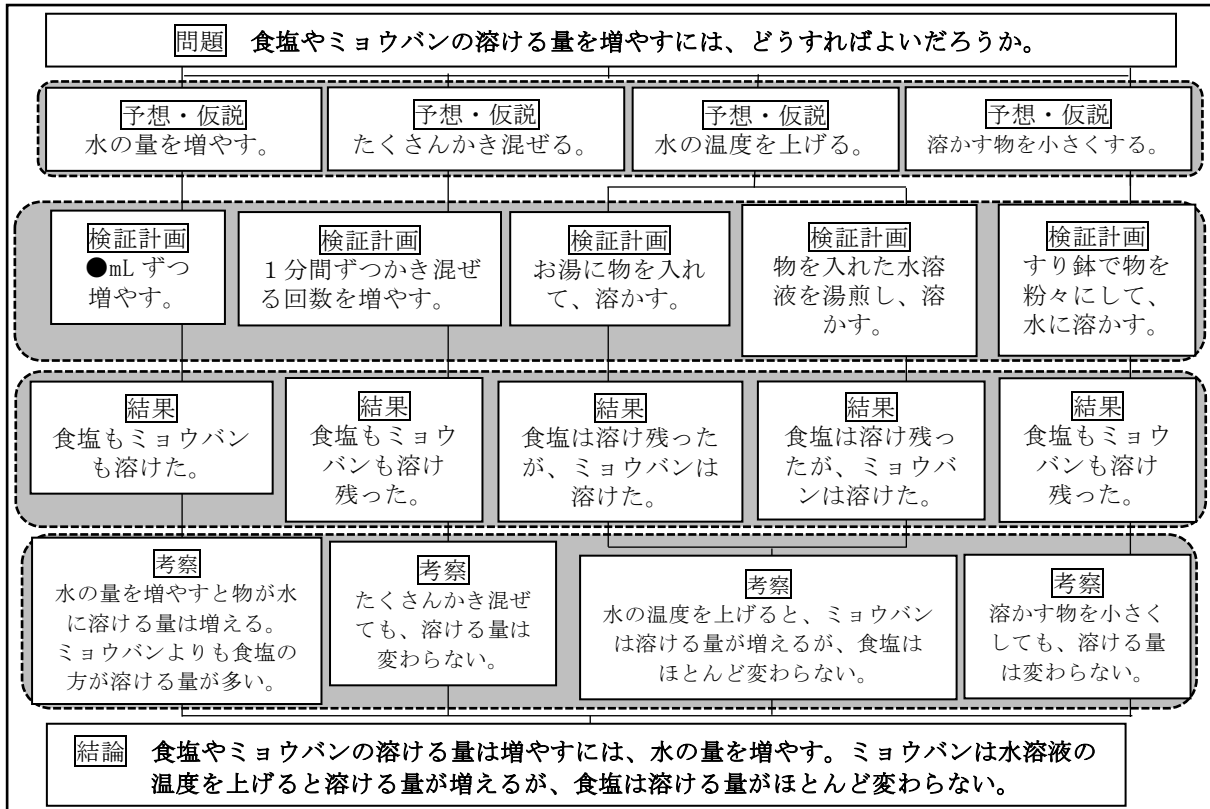 問題 食塩やミョウバンの溶ける量を増やすには、どうすればよいだろうか。
予想・仮説
水の量を増やす。
予想・仮説
たくさんかき混ぜる。
予想・仮説
水の温度を上げる。
予想・仮説
溶かす物を小さくする。
検証計画
●mL ずつ
増やす。
検証計画
1分間ずつかき混ぜ
る回数を増やす。
検証計画
お湯に物を入れ
て、溶かす。
検証計画
物を入れた水溶
液を湯煎し、溶
かす。
検証計画
すり鉢で物を
粉々にして、
水に溶かす。
結果
食塩もミョウバン
も溶けた。
結果
食塩もミョウ
バンも溶け
残った。
結果
食塩は溶け残った
が、ミョウバンは
溶けた。
結果
食塩は溶け残っ
たが、ミョウバ
ンは溶けた。
結果
食塩もミョウ
バンも溶け
残った。
考察
水の量を増やすと物が水
に溶ける量は増える。
ミョウバンよりも食塩の
方が溶ける量が多い。
考察
たくさんかき混ぜ
ても、溶ける量は
変わらない。
考察
水の温度を上げると、ミョウバン
は溶ける量が増えるが、食塩は
ほとんど変わらない。
考察
溶かす物を小さく
しても、溶ける量
は変わらない。
結論 食塩やミョウバンの溶ける量は増やすには、水の量を増やす。ミョウバンは水溶液の
温度を上げると溶ける量が増えるが、食塩は溶ける量がほとんど変わらない。